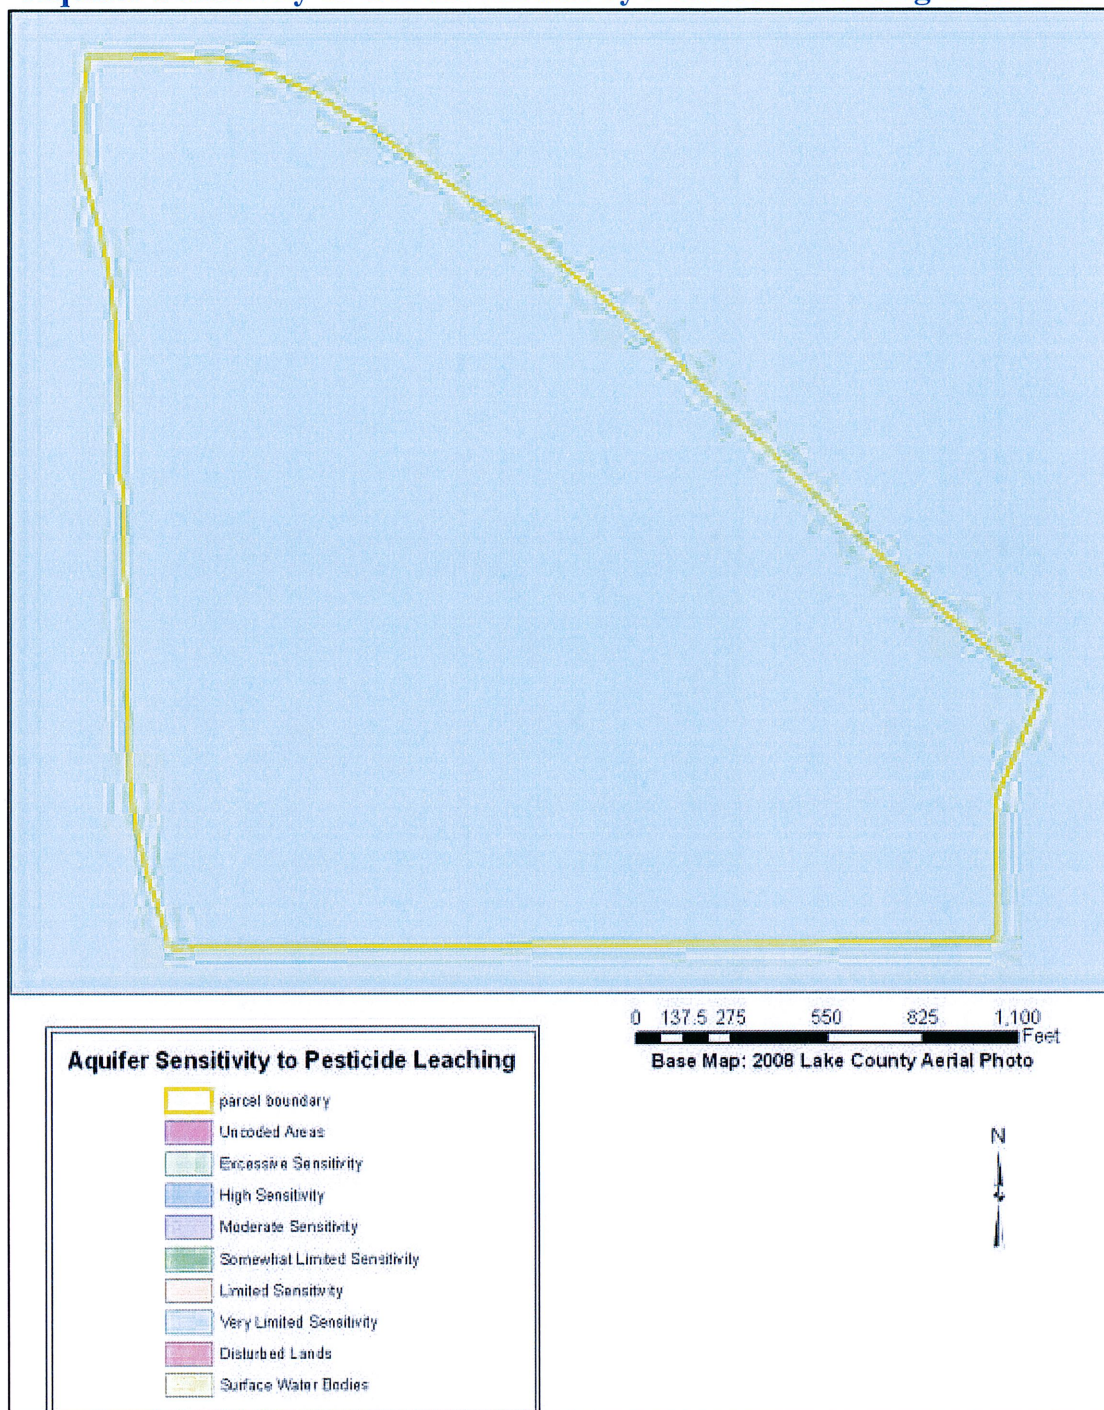 0 137.5 275 550 825 1,100
Feet
Base Map: 2008 Lake County Aerial Photo
N
Aquifer Sensitivity to Pesticide Leaching
parcel boundary
Uncoded Areas
Excessive Sensitivity
High Sensitivity
Moderate Sensitivity
Somewhat Limited Sensitivity
Limited Sensitivity
Very Limited Sensitivity
Disturbed Lands
Surface Water Bodies